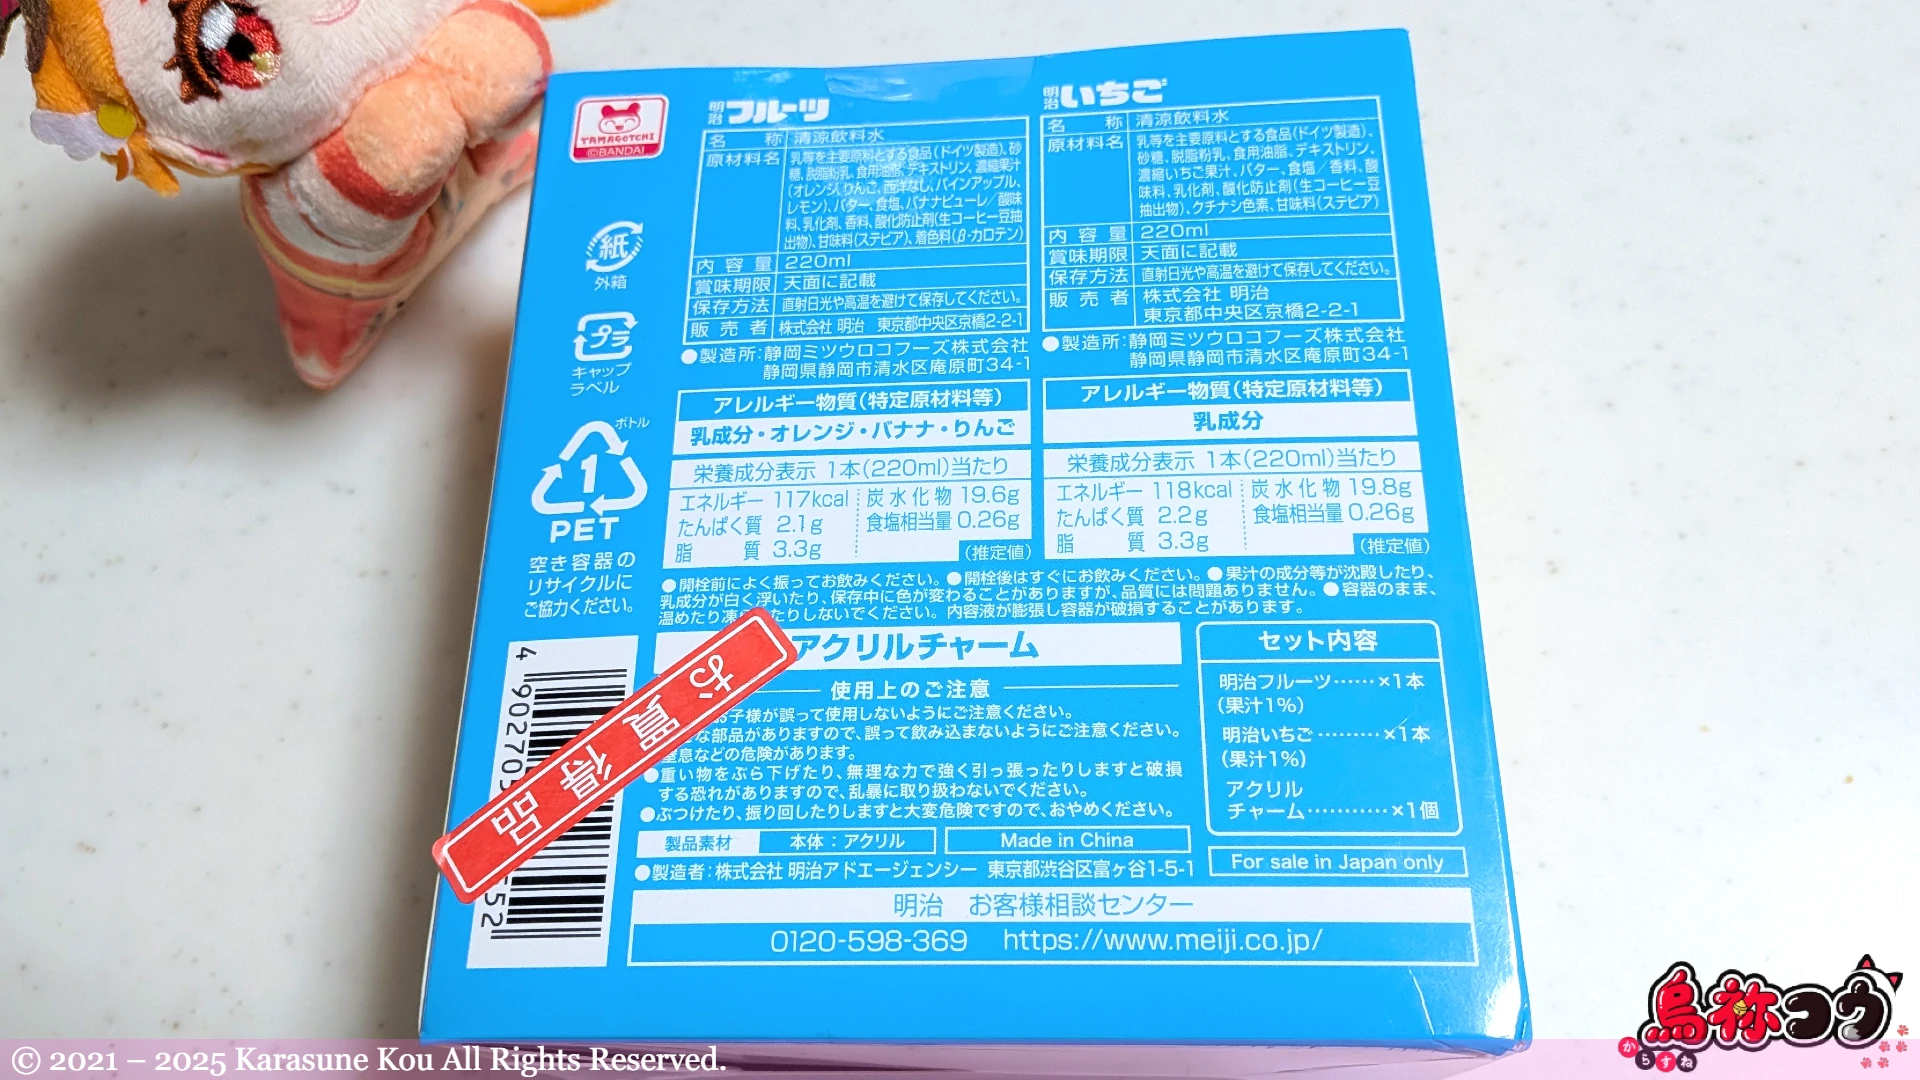 TAMAGOTCHI
©BANDAI
紙
外箱
プラ
キャップ
ラベル
ボトル
1
PET
空き容器の
リサイクルに
ご協力ください。
明治フルーツ
名称 清涼飲料水
原材料名 乳等を主要原料とする食品(ドイツ製造)、砂
糖、脱脂粉乳、食用油脂、デキストリン、濃縮果汁
(オレンジ、りんご、西洋なし、パインアップル、
レモン)、バター、食塩、バナナピューレ/酸味
料、乳化剤、香料、酸化防止剤(生コーヒー豆抽
出物)、甘味料(ステビア)、着色料(β-カロテン)
内容量 220ml
賞味期限 天面に記載
保存方法 直射日光や高温を避けて保存してください。
販売者 株式会社 明治 東京都中央区京橋2-2-1
●製造所:静岡ミツウロコフーズ株式会社
静岡県静岡市清水区庵原町34-1
アレルギー物質(特定原材料等)
乳成分・オレンジ・バナナ・りんご
栄養成分表示 1本(220ml)当たり
エネルギー 117kcal 炭水化物 19.6g
たんぱく質 2.1g 食塩相当量 0.26g
脂質 3.3g
(推定値)
明治いちご
名称 清涼飲料水
原材料名 乳等を主要原料とする食品(ドイツ製造)、
砂糖、脱脂粉乳、食用油脂、デキストリン、
濃縮いちご果汁、バター、食塩/香料、酸
味料、乳化剤、酸化防止剤(生コーヒー豆
抽出物)、クチナシ色素、甘味料(ステビア)
内容量 220ml
賞味期限 天面に記載
保存方法 直射日光や高温を避けて保存してください。
販売者 株式会社 明治
東京都中央区京橋2-2-1
●製造所:静岡ミツウロコフーズ株式会社
静岡県静岡市清水区庵原町34-1
アレルギー物質(特定原材料等)
乳成分
栄養成分表示 1本(220ml)当たり
エネルギー 118kcal 炭水化物 19.8g
たんぱく質 2.2g 食塩相当量 0.26g
脂質 3.3g
(推定値)
●開栓前によく振ってお飲みください。●開栓後はすぐにお飲みください。●果汁の成分等が沈殿したり、
乳成分が白く浮いたり、保存中に色が変わることがありますが、品質には問題ありません。●容器のまま、
温めたり凍らせたりしないでください。内容液が膨張し容器が破損することがあります。
アクリルチャーム
使用上のご注意
お子様が誤って使用しないようにご注意ください。
な部品がありますので、誤って飲み込まないようにご注意ください。
窒息などの危険があります。
●重い物をぶら下げたり、無理な力で強く引っ張ったりしますと破損
する恐れがありますので、乱暴に取り扱わないでください。
●ぶつけたり、振り回したりしますと大変危険ですので、おやめください。
製品素材 本体:アクリル
Made in China
●製造者:株式会社 明治アドエージェンシー 東京都渋谷区富ヶ谷1-5-1
セット内容
明治フルーツ……×1本
(果汁1%)
明治いちご………×1本
(果汁1%)
アクリル
チャーム…………×1個
For sale in Japan only
明治 お客様相談センター
0120-598-369 https://www.meiji.co.jp/
お買得品
4 90270 552
烏祢コウ
からすね
© 2021 – 2025 Karasune Kou All Rights Reserved.